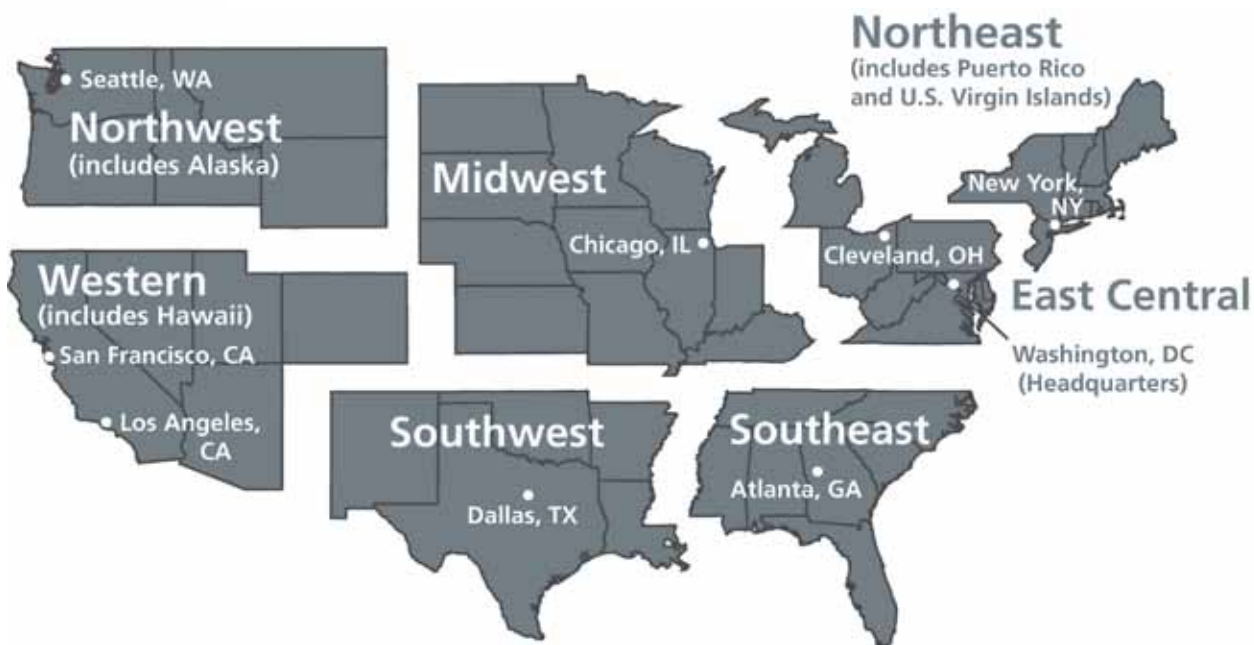 Northeast
(includes Puerto Rico
and U.S. Virgin Islands)
Seattle, WA
Northwest
(includes Alaska)
Midwest
New York,
NY
Chicago, IL
Cleveland, OH
Western
(includes Hawaii)
East Central
San Francisco, CA
Washington, DC
(Headquarters)
Los Angeles,
CA
Southwest
Southeast
Dallas, TX
Atlanta, GA